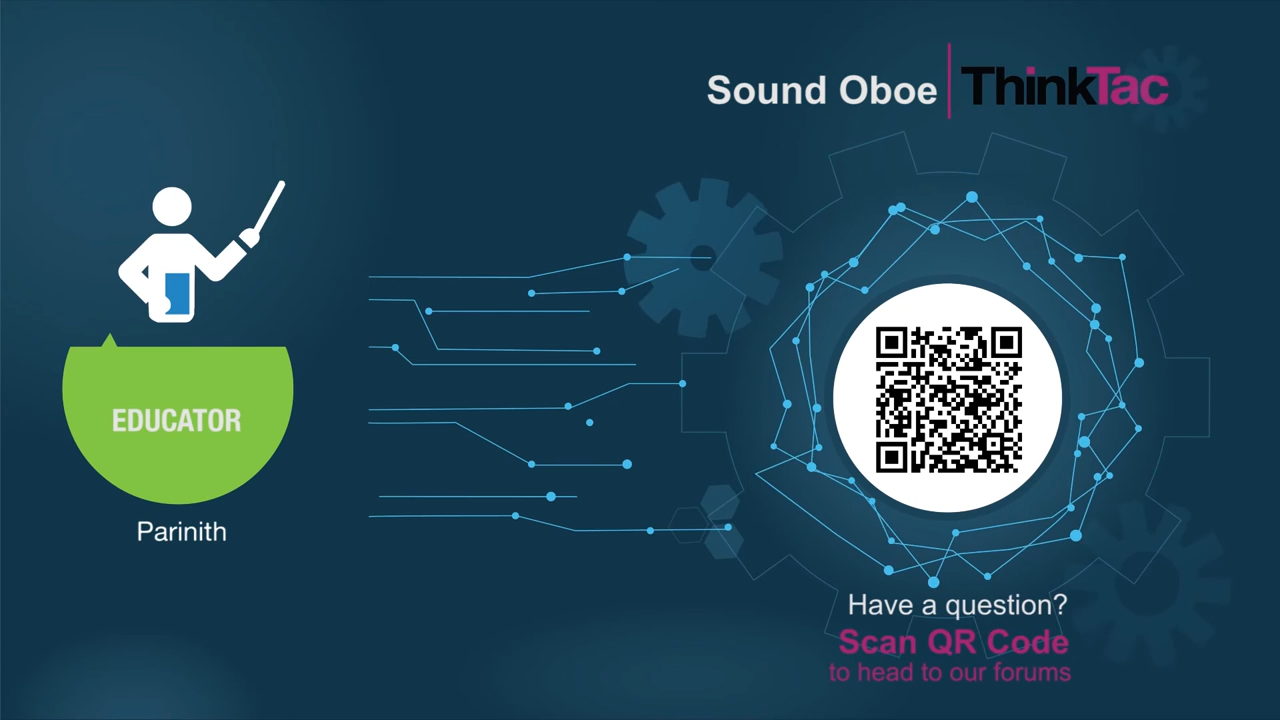 Sound Oboe
ThinkTac
EDUCATOR
Parinith
Have a question?
Scan QR Code
to head to our forums